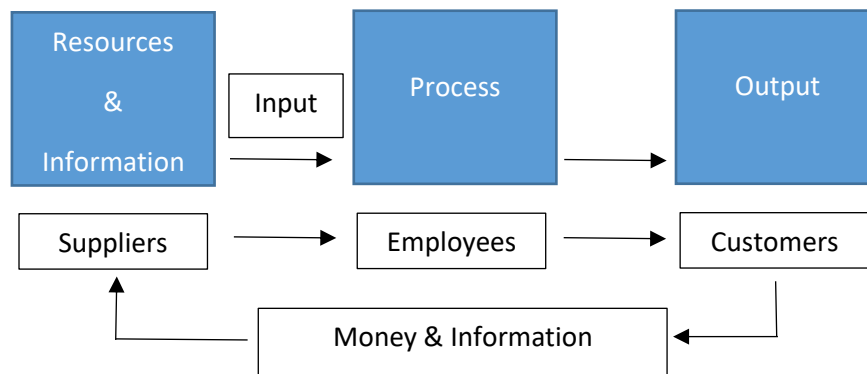 Resources
&
Information
Input
Process
Output
Suppliers
Employees
Customers
Money & Information